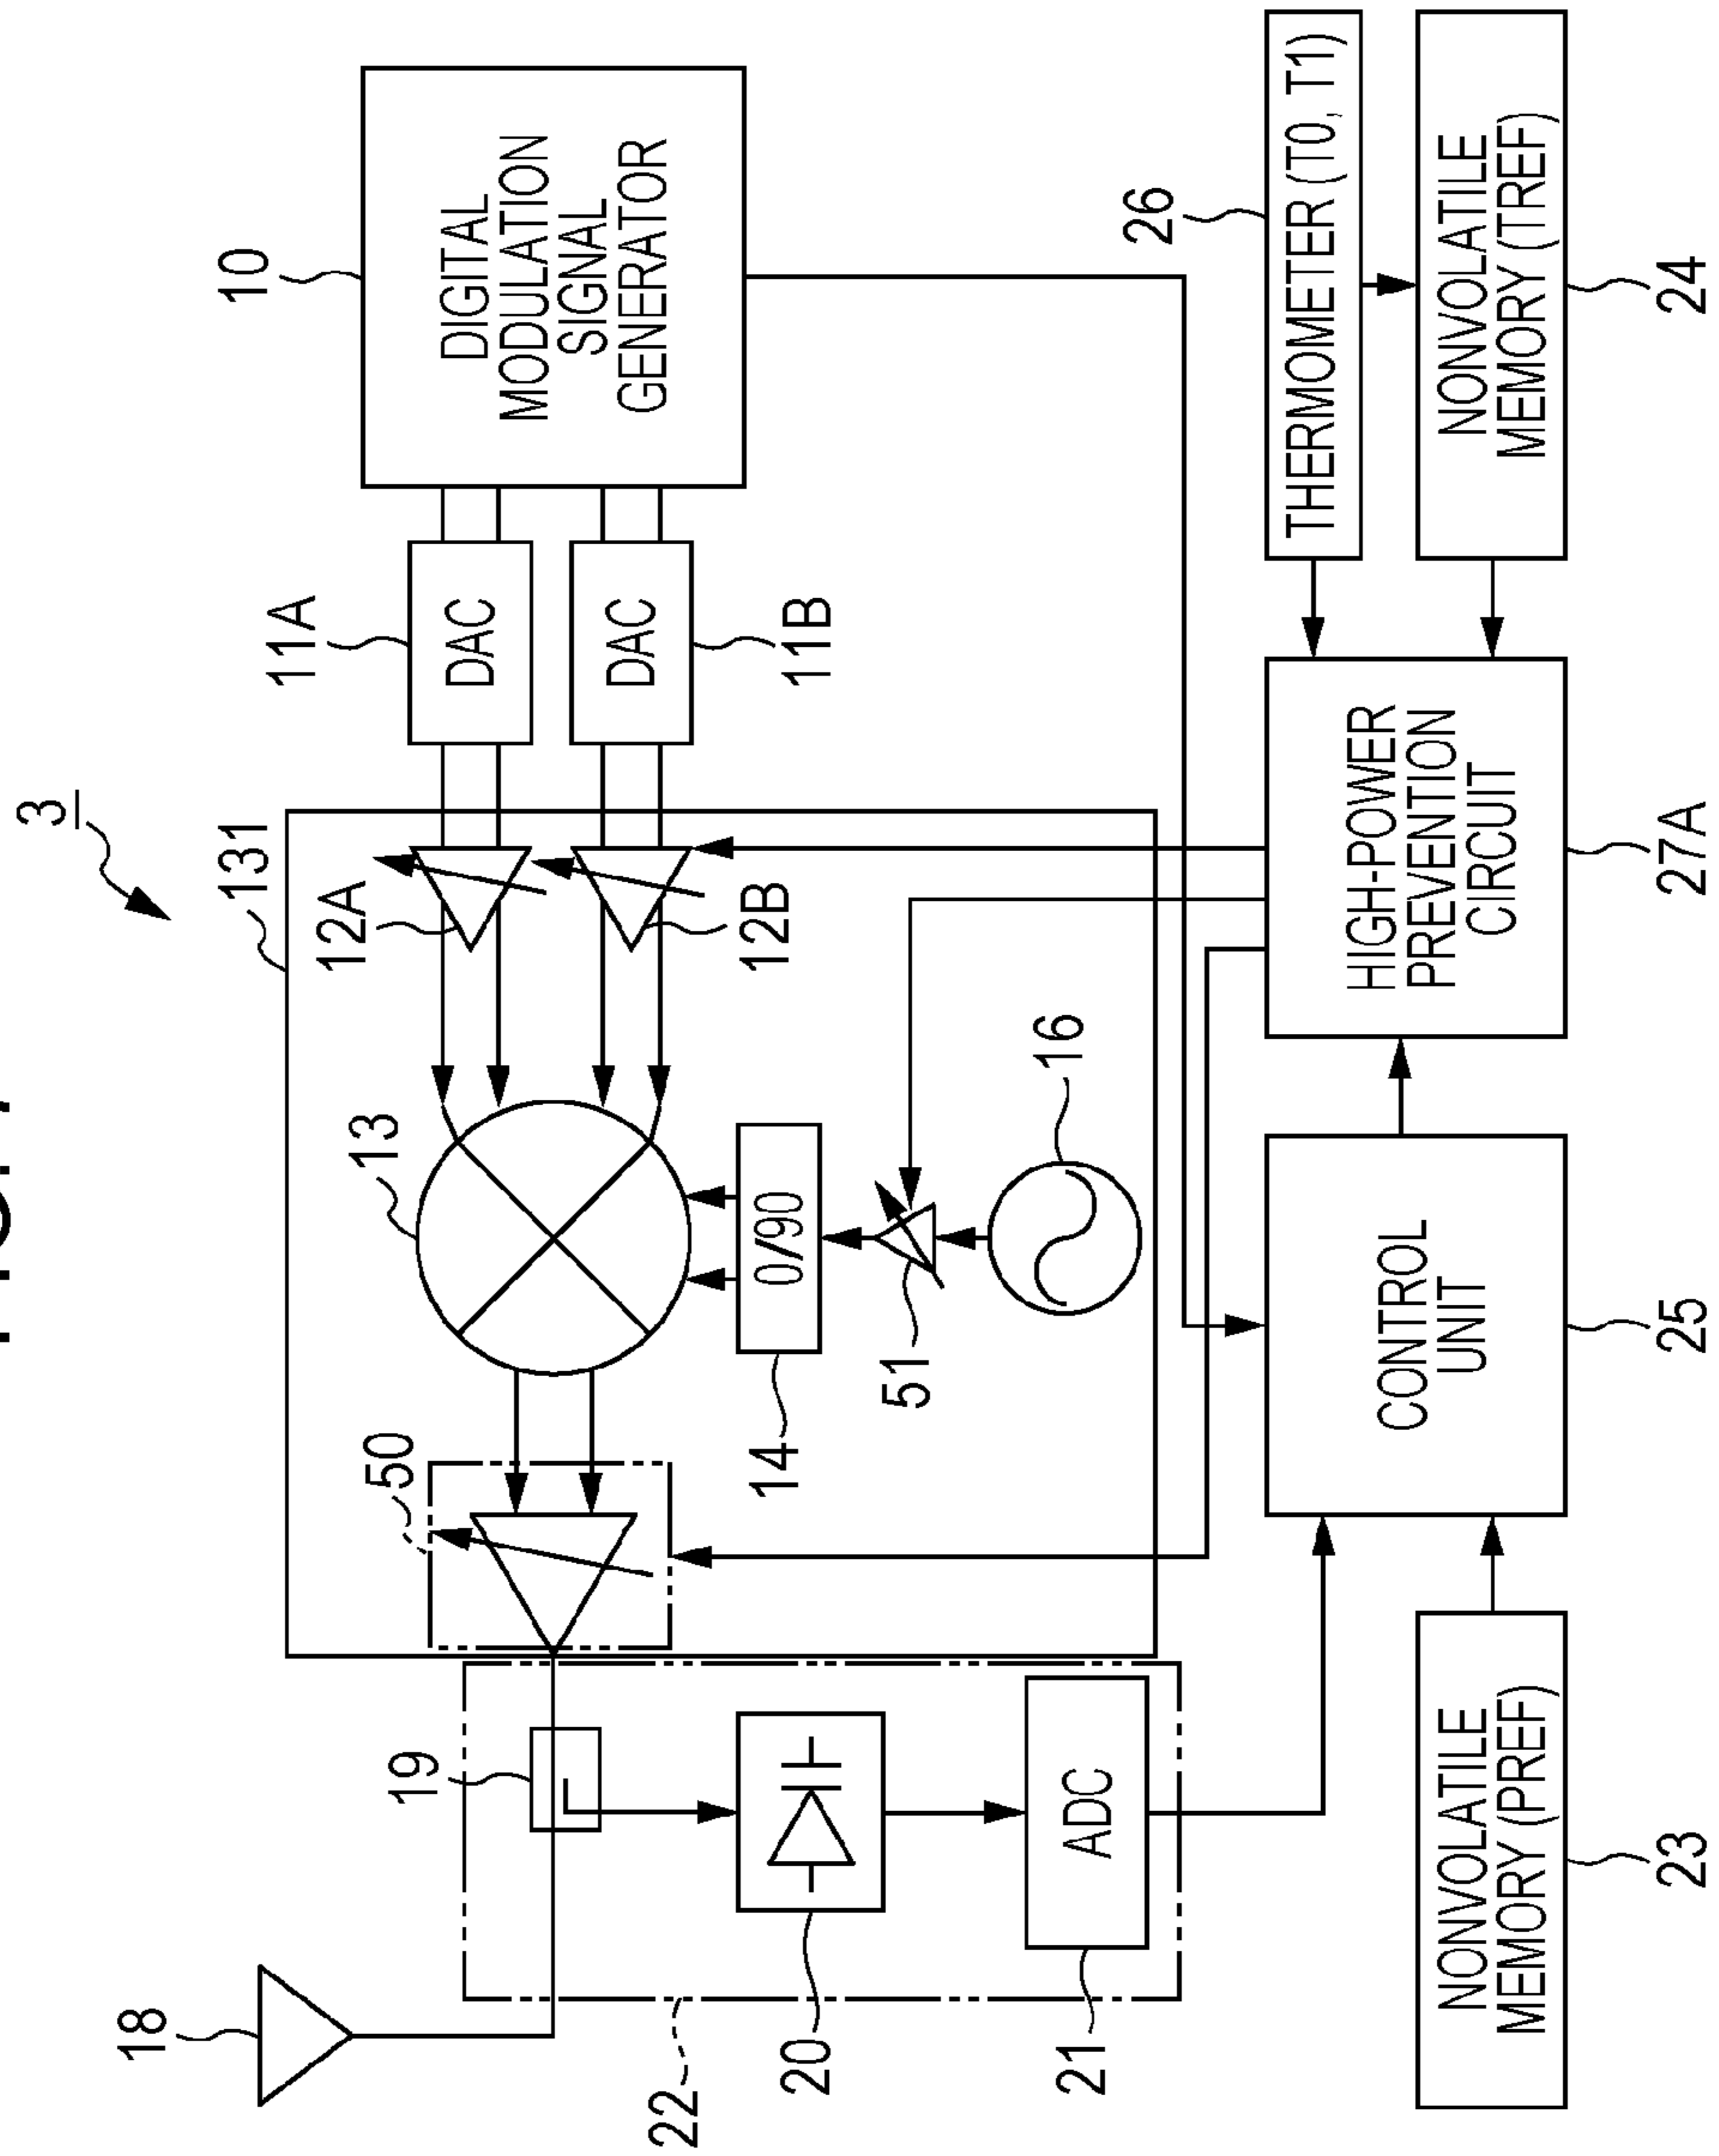 3
131
11A
10
12A
DAC
DIGITAL
MODULATION
SIGNAL
GENERATOR
18
19
50
13
DAC
12B
11B
0/90
14
51
16
22
20
ADC
21
26
THERMOMETER (T0, T1)
NONVOLATILE
MEMORY (PREF)
23
CONTROL
UNIT
25
HIGH-POWER
PREVENTION
CIRCUIT
27A
NONVOLATILE
MEMORY (TREF)
24